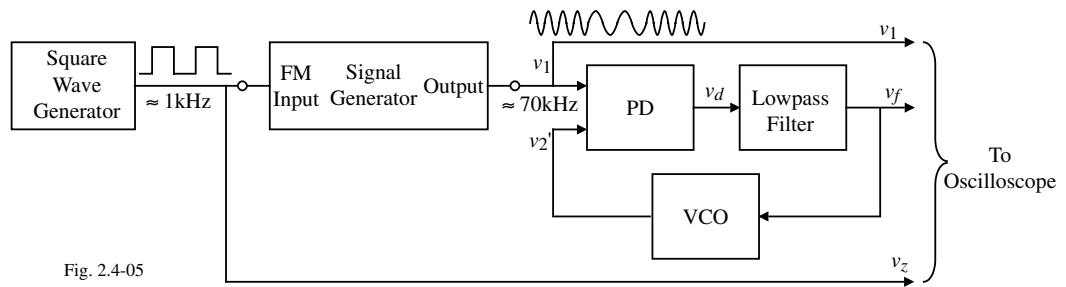 v1
Square
Wave
Generator
≈ 1kHz
FM
Input
Signal
Generator
Output
v1
≈ 70kHz
v2'
PD
vd
Lowpass
Filter
vf
VCO
To
Oscilloscope
vz
Fig. 2.4-05